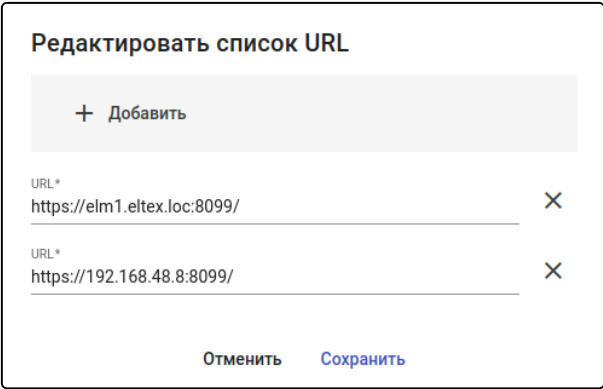 Редактировать список URL
+ Добавить
URL*
https://elm1.eltex.loc:8099/
URL*
https://192.168.48.8:8099/
Отменить Сохранить